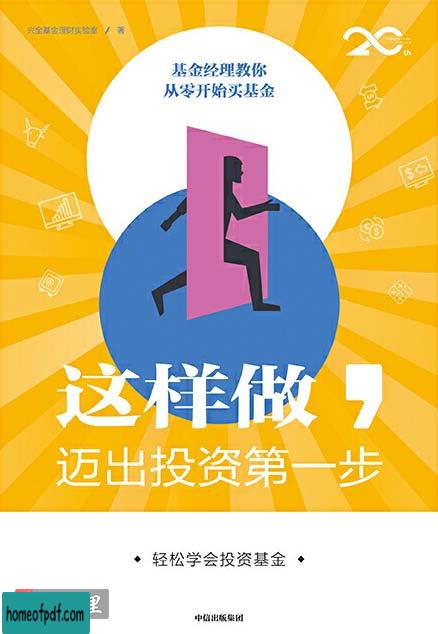 兴全基金理财实验室 / 著
20th
基金经理教你
从零开始买基金
这样做，
迈出投资第一步
◆ 轻松学会投资基金 ◆
理
homeofpdf.com
中信出版集团